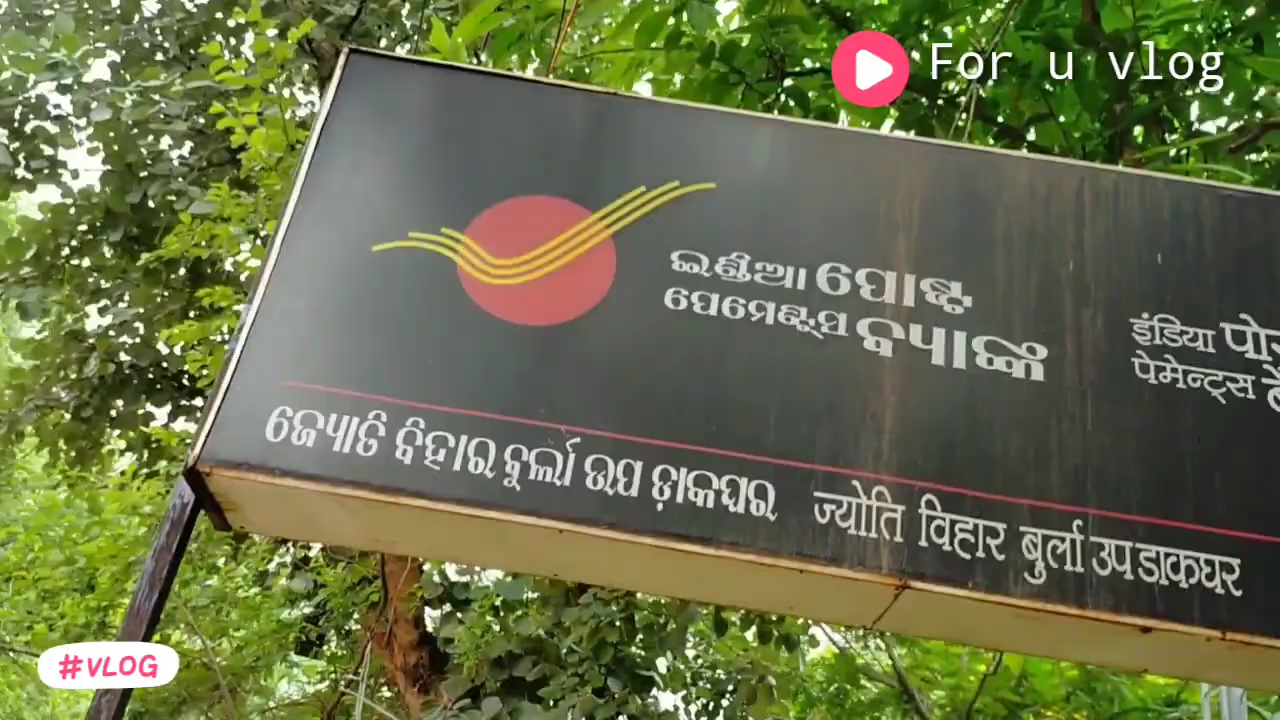 For u vlog
ଇଣ୍ଡିଆ ପୋଷ୍ଟ
ପେମେଣ୍ଟ୍ସ ବ୍ୟାଙ୍କ
इंडिया
पेमेन्ट्स
ଜ୍ୟୋତି ବିହାର ବୁର୍ଲା ଉପ ଡ଼ାକଘର
ज्योति विहार बुर्ला उप डाकघर
#VLOG